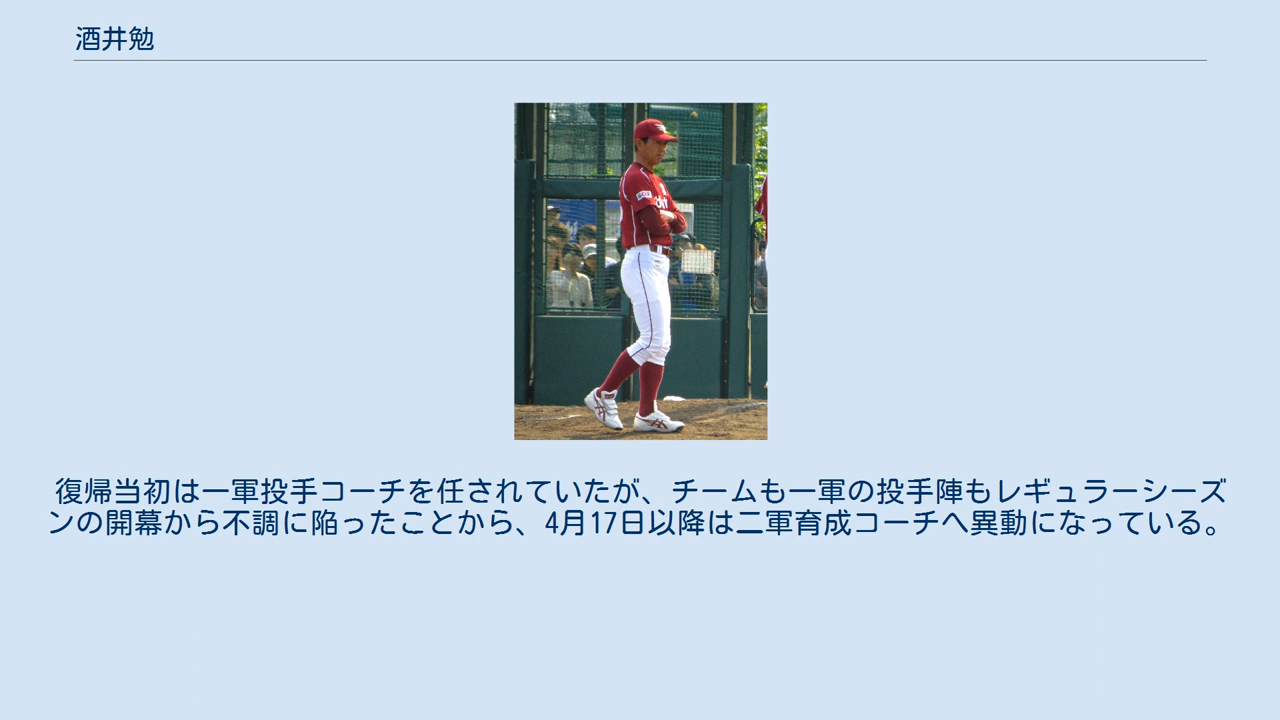 酒井勉
復帰当初は一軍投手コーチを任されていたが、チームも一軍の投手陣もレギュラーシーズ
ンの開幕から不調に陥ったことから、4月17日以降は二軍育成コーチへ異動になっている。